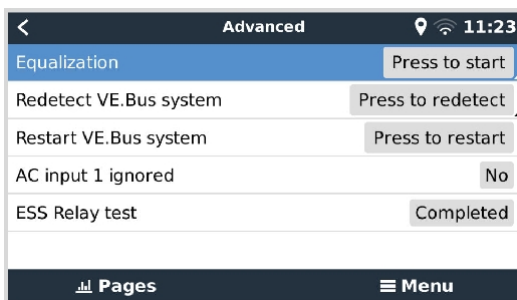 Advanced 11:23
Equalization Press to start
Redetect VE.Bus system Press to redetect
Restart VE.Bus system Press to restart
AC input 1 ignored No
ESS Relay test Completed
Pages Menu